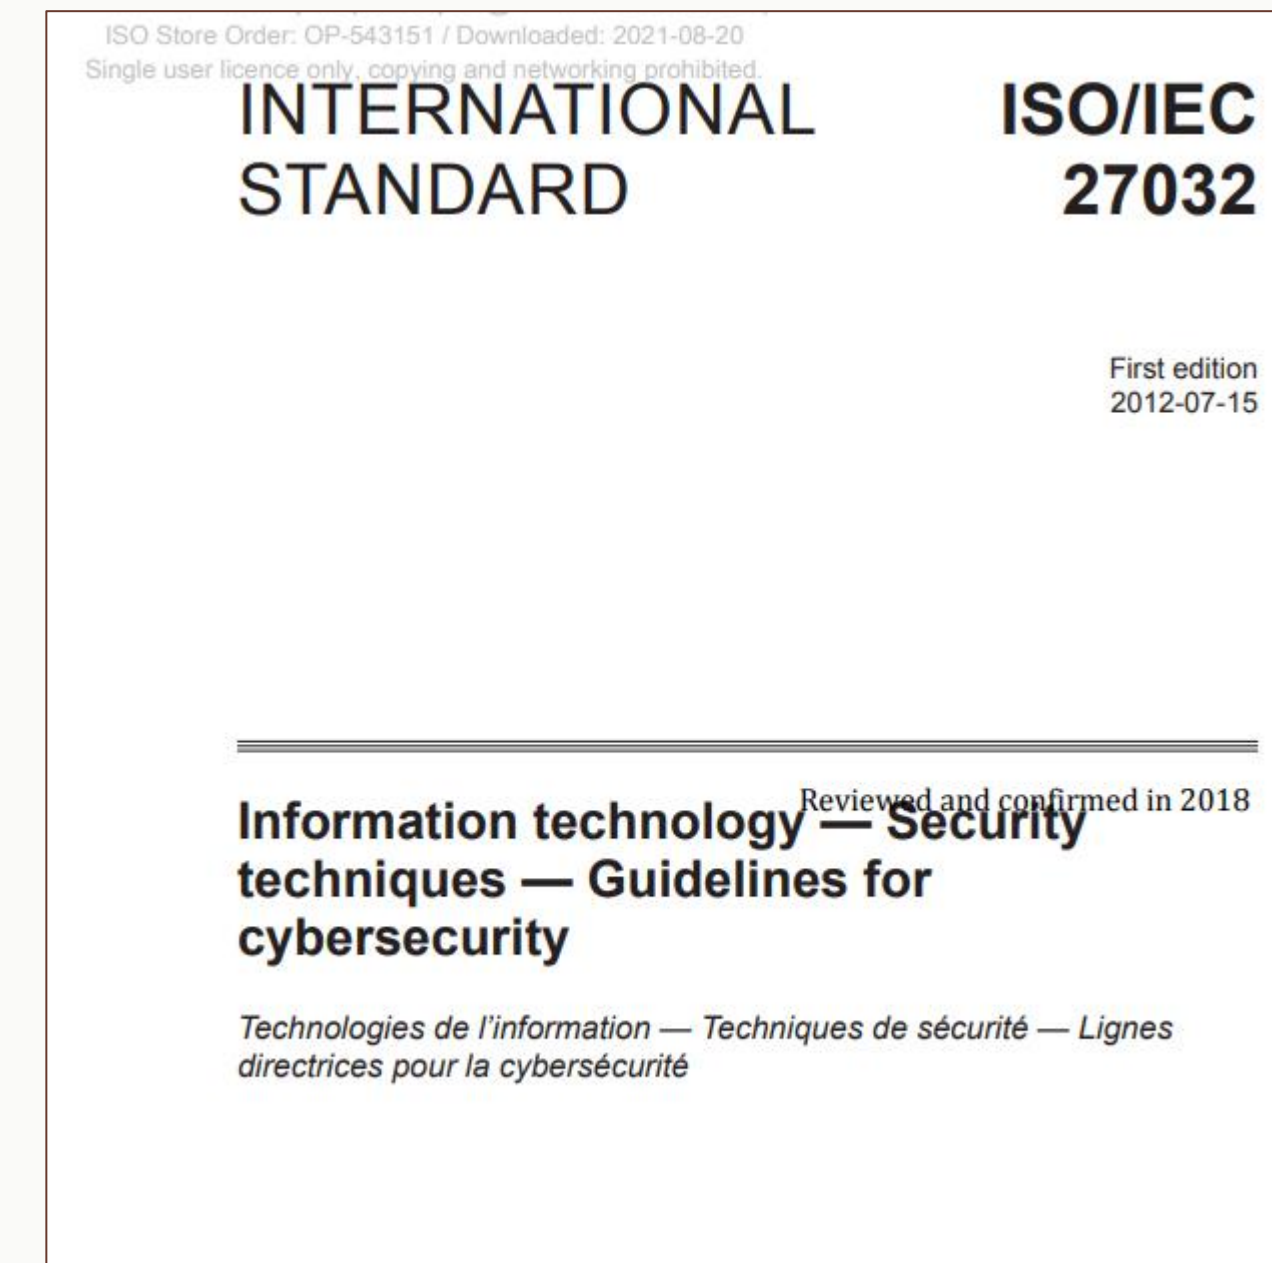 ISO Store Order: OP-543151 / Downloaded: 2021-08-20
Single user licence only, copying and networking prohibited.
INTERNATIONAL
STANDARD
ISO/IEC
27032
First edition
2012-07-15
Reviewed and confirmed in 2018
Information technology — Security
techniques — Guidelines for
cybersecurity
Technologies de l’information — Techniques de sécurité — Lignes
directrices pour la cybersécurité